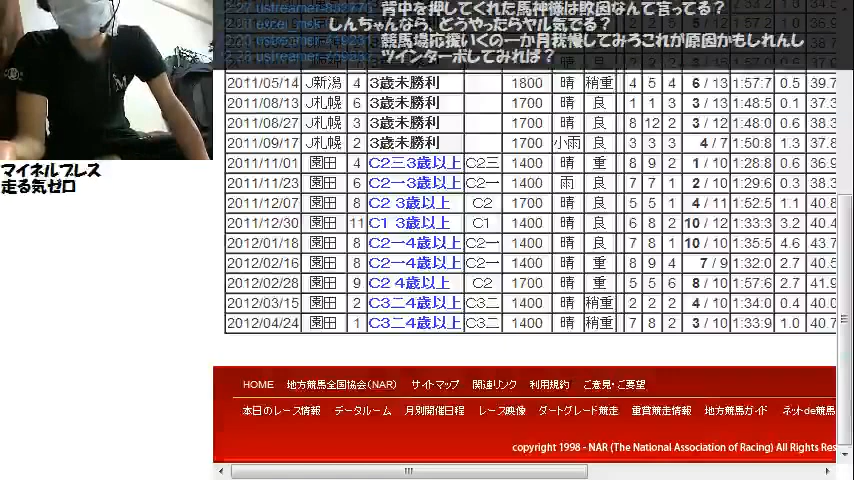 背中を押してくれた馬神徹は敗因なんて言ってる？
しんちゃんなら、どうやったらヤル気でる？
競馬場応援いくの一か月我慢してみろこれが原因かもしれんし
ツインターボしてみれば？
マイネルプレス
走る気ゼロ
2011/05/14 J新潟 4 3歳未勝利 1800 晴 稍重 4 5 4 6 / 13 1:57:7 0.5 39.7
2011/08/13 J札幌 6 3歳未勝利 1700 晴 良 1 1 3 3 / 13 1:48:5 0.1 37.3
2011/08/27 J札幌 3 3歳未勝利 1700 晴 良 8 12 2 3 / 12 1:48:0 0.6 38.3
2011/09/17 J札幌 2 3歳未勝利 1700 小雨 良 3 3 3 4 / 7 1:50:8 1.3 37.8
2011/11/01 園田 4 C2三3歳以上 C2三 1400 晴 重 8 9 2 1 / 10 1:28:8 0.6 36.9
2011/11/23 園田 6 C2一3歳以上 C2一 1400 雨 良 7 7 1 2 / 10 1:29:6 0.3 38.3
2011/12/07 園田 8 C2 3歳以上 C2 1700 晴 良 5 5 1 4 / 11 1:52:5 1.1 40.8
2011/12/30 園田 11 C1 3歳以上 C1 1400 晴 良 6 8 2 10 / 12 1:33:3 3.2 40.4
2012/01/18 園田 8 C2一4歳以上 C2一 1400 晴 良 7 8 1 10 / 10 1:35:5 4.6 43.7
2012/02/16 園田 8 C2一4歳以上 C2一 1400 晴 重 8 9 4 7 / 9 1:32:0 2.7 40.5
2012/02/28 園田 9 C2 4歳以上 C2 1700 晴 重 5 5 6 8 / 10 1:57:6 2.7 41.9
2012/03/15 園田 2 C3二4歳以上 C3二 1400 晴 稍重 2 2 2 4 / 10 1:34:0 0.4 40.0
2012/04/24 園田 1 C3二4歳以上 C3二 1400 晴 稍重 7 8 2 3 / 10 1:33:9 1.0 40.7
HOME 地方競馬全国協会(NAR) サイトマップ 関連リンク 利用規約 ご意見・ご要望
本日のレース情報 データルーム 月別開催日程 レース映像 ダートグレード競走 重賞競走情報 地方競馬ガイド ネットde競馬
copyright 1998 - NAR (The National Association of Racing) All Rights Res